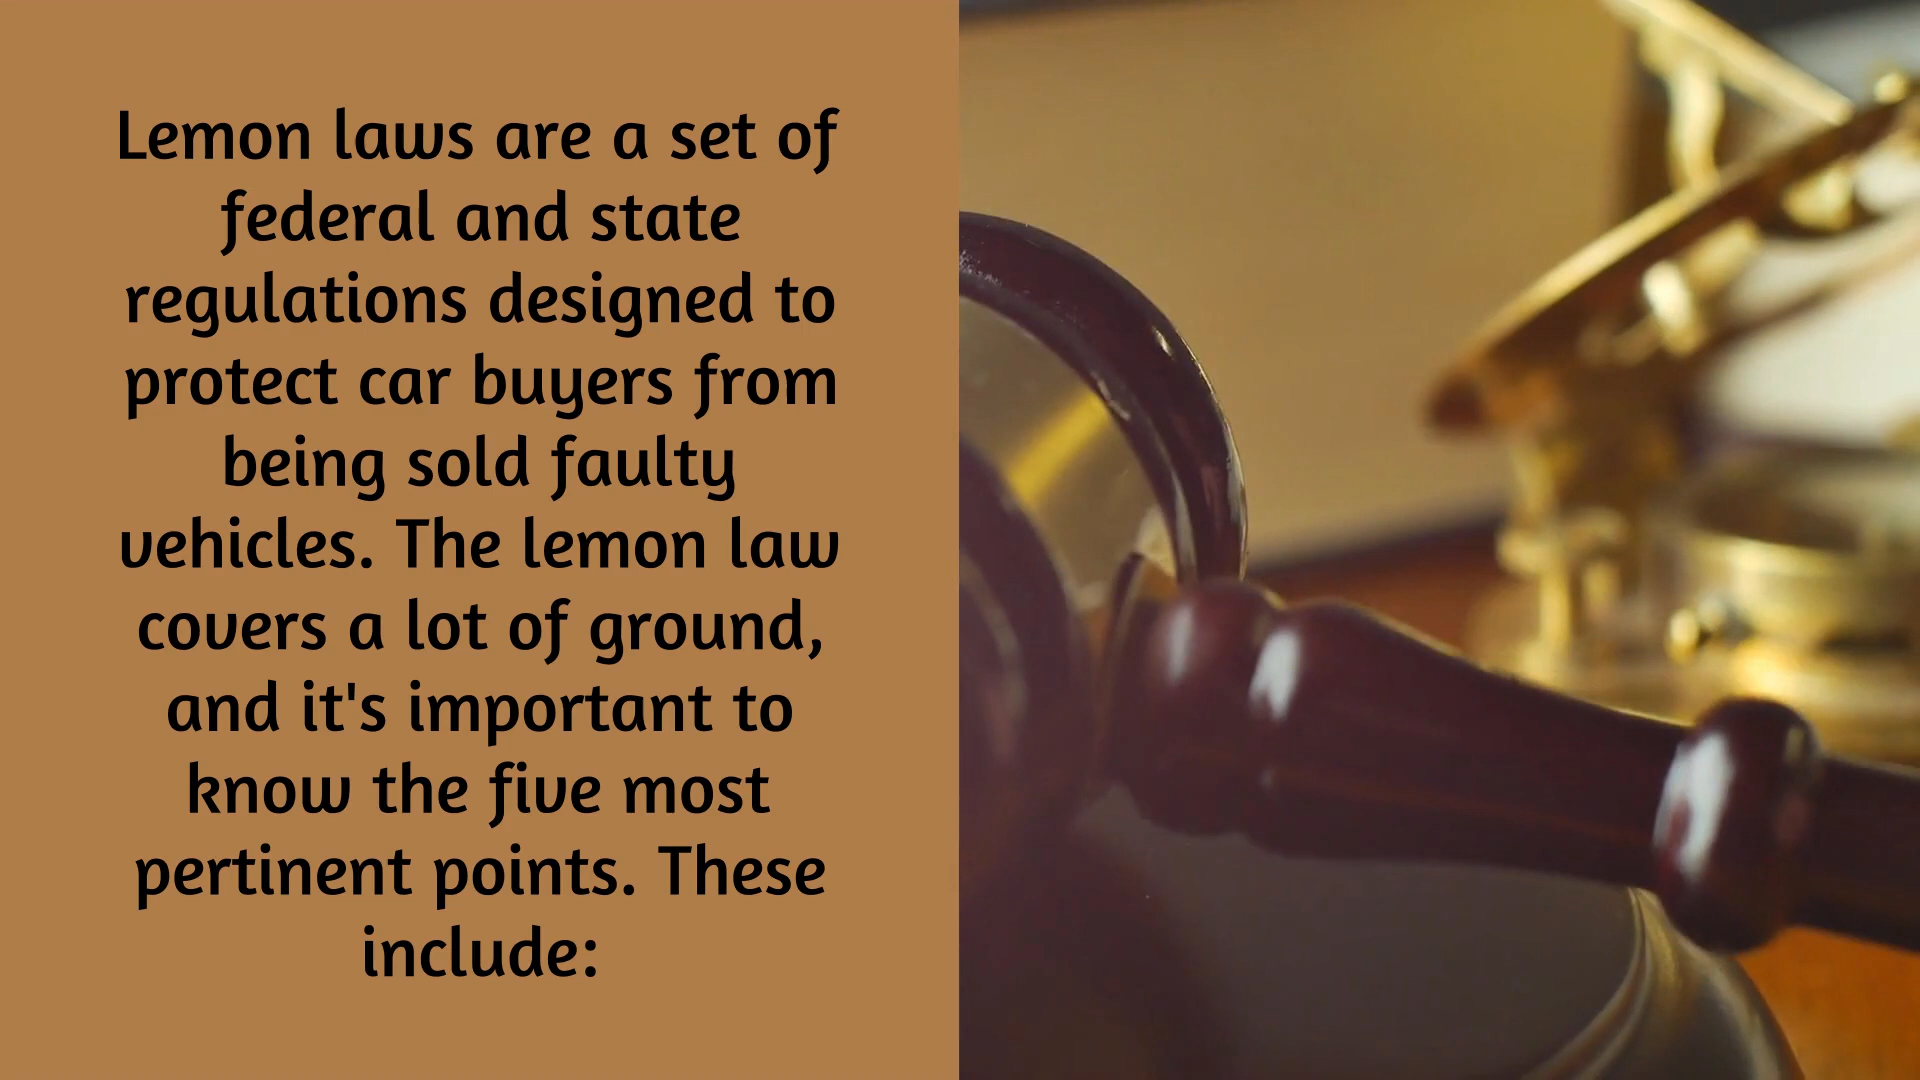 Lemon laws are a set of
federal and state
regulations designed to
protect car buyers from
being sold faulty
vehicles. The lemon law
covers a lot of ground,
and it's important to
know the five most
pertinent points. These
include: